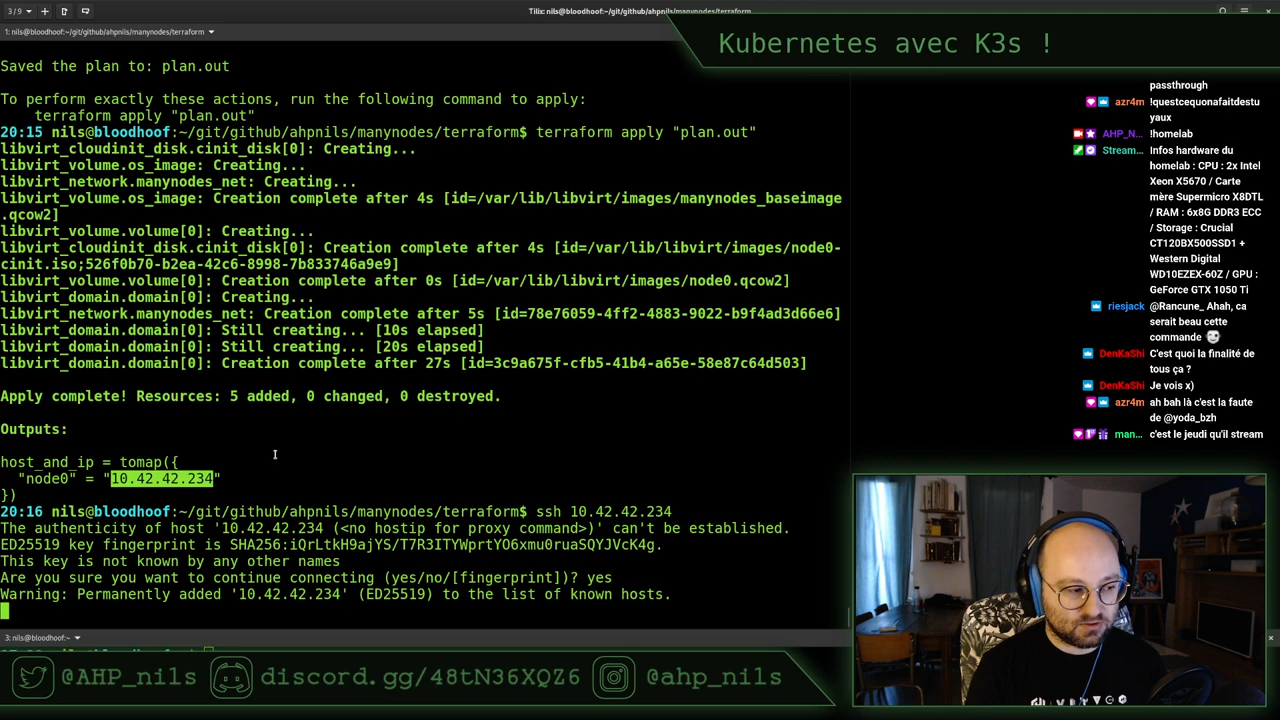 3 / 9
Tilix: nils@bloodhoof:~/git/github/ahpnils/manynodes/terraform
1: nils@bloodhoof:~/git/github/ahpnils/manynodes/terraform
Kubernetes avec K3s !
Saved the plan to: plan.out
To perform exactly these actions, run the following command to apply:
terraform apply "plan.out"
20:15 nils@bloodhoof:~/git/github/ahpnils/manynodes/terraform$ terraform apply "plan.out"
libvirt_cloudinit_disk.cinit_disk[0]: Creating...
libvirt_volume.os_image: Creating...
libvirt_network.manynodes_net: Creating...
libvirt_volume.os_image: Creation complete after 4s [id=/var/lib/libvirt/images/manynodes_baseimage
.qcow2]
libvirt_volume.volume[0]: Creating...
libvirt_cloudinit_disk.cinit_disk[0]: Creation complete after 4s [id=/var/lib/libvirt/images/node0-
cinit.iso;526f0b70-b2ea-42c6-8998-7b833746a9e9]
libvirt_volume.volume[0]: Creation complete after 0s [id=/var/lib/libvirt/images/node0.qcow2]
libvirt_domain.domain[0]: Creating...
libvirt_network.manynodes_net: Creation complete after 5s [id=78e76059-4ff2-4883-9022-b9f4ad3d66e6]
libvirt_domain.domain[0]: Still creating... [10s elapsed]
libvirt_domain.domain[0]: Still creating... [20s elapsed]
libvirt_domain.domain[0]: Creation complete after 27s [id=3c9a675f-cfb5-41b4-a65e-58e87c64d503]
Apply complete! Resources: 5 added, 0 changed, 0 destroyed.
Outputs:
host_and_ip = tomap({
"node0" = "10.42.42.234"
})
20:16 nils@bloodhoof:~/git/github/ahpnils/manynodes/terraform$ ssh 10.42.42.234
The authenticity of host '10.42.42.234 (<no hostip for proxy command>)' can't be established.
ED25519 key fingerprint is SHA256:iQrLtkH9ajYS/T7R3ITYWprtYO6xmu0ruaSQYJVcK4g.
This key is not known by any other names
Are you sure you want to continue connecting (yes/no/[fingerprint])? yes
Warning: Permanently added '10.42.42.234' (ED25519) to the list of known hosts.
3: nils@bloodhoof:~
passthrough
azr4m !questcequonafaitdestu
yaux
AHP_N... !homelab
Stream... Infos hardware du
homelab : CPU : 2x Intel
Xeon X5670 / Carte
mère Supermicro X8DTL
/ RAM : 6x8G DDR3 ECC
/ Storage : Crucial
CT120BX500SSD1 +
Western Digital
WD10EZEX-60Z / GPU :
GeForce GTX 1050 Ti
riesjack @Rancune_ Ahah, ca
serait beau cette
commande
DenKaShi C'est quoi la finalité de
tous ça ?
DenKaShi Je vois x)
azr4m ah bah là c'est la faute
de @yoda_bzh
man... c'est le jeudi qu'il stream
@AHP_nils
discord.gg/48tN36XQZ6
@ahp_nils